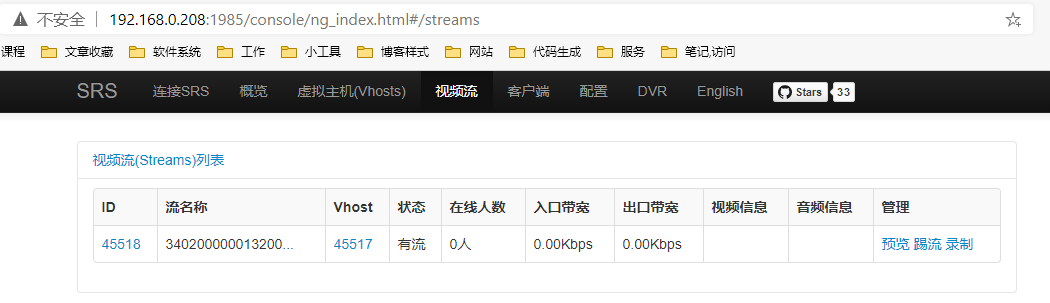 不安全 | 192.168.0.208:1985/console/ng_index.html#/streams
课程 文章收藏 软件系统 工作 小工具 博客样式 网站 代码生成 服务 笔记,访问
SRS 连接SRS 概览 虚拟主机(Vhosts) 视频流 客户端 配置 DVR English Stars 33
视频流(Streams)列表
ID 流名称 Vhost 状态 在线人数 入口带宽 出口带宽 视频信息 音频信息 管理
45518 340200000013200... 45517 有流 0人 0.00Kbps 0.00Kbps 预览 踢流 录制